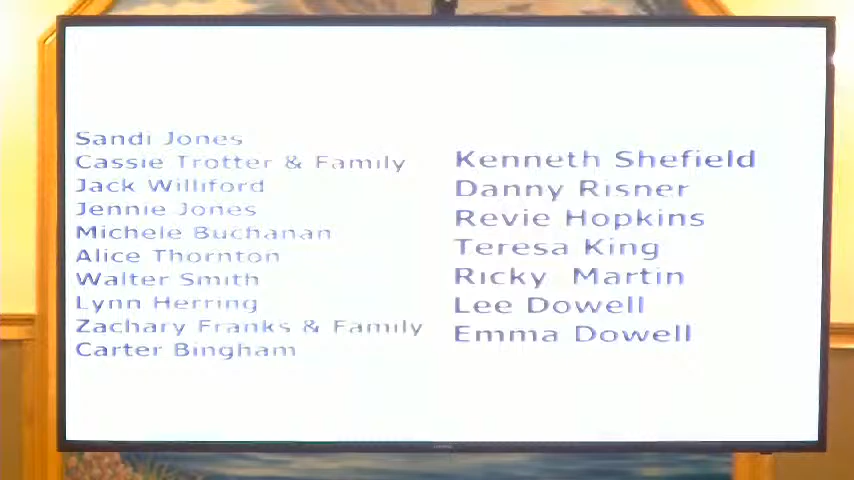 Sandi Jones
Cassie Trotter & Family
Jack Williford
Jennie Jones
Michele Buchanan
Alice Thornton
Walter Smith
Lynn Herring
Zachary Franks & Family
Carter Bingham
Kenneth Shefield
Danny Risner
Revie Hopkins
Teresa King
Ricky Martin
Lee Dowell
Emma Dowell